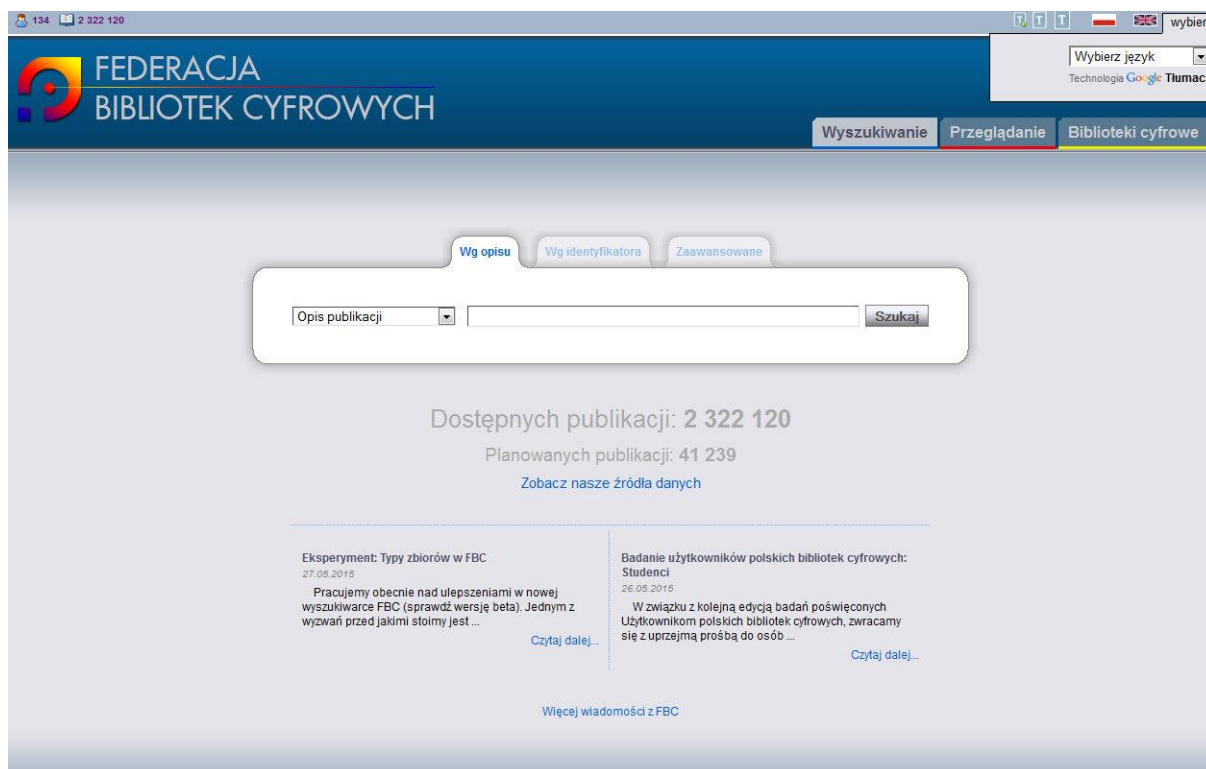 134 2 322 120
T T T wybier
Wybierz język
Technologia Google Tłumac
FEDERACJA
BIBLIOTEK CYFROWYCH
Wyszukiwanie Przeglądanie Biblioteki cyfrowe
Wg opisu Wg identyfikatora Zaawansowane
Opis publikacji Szukaj
Dostępnych publikacji: 2 322 120
Planowanych publikacji: 41 239
Zobacz nasze źródła danych
Eksperyment: Typy zbiorów w FBC
27.05.2015
Pracujemy obecnie nad ulepszeniami w nowej
wyszukiwarce FBC (sprawdź wersję beta). Jednym z
wyzwań przed jakimi stoimy jest ...
Czytaj dalej...
Badanie użytkowników polskich bibliotek cyfrowych:
Studenci
26.05.2015
W związku z kolejną edycją badań poświęconych
Użytkownikom polskich bibliotek cyfrowych, zwracamy
się z uprzejmą prośbą do osób ...
Czytaj dalej...
Więcej wiadomości z FBC